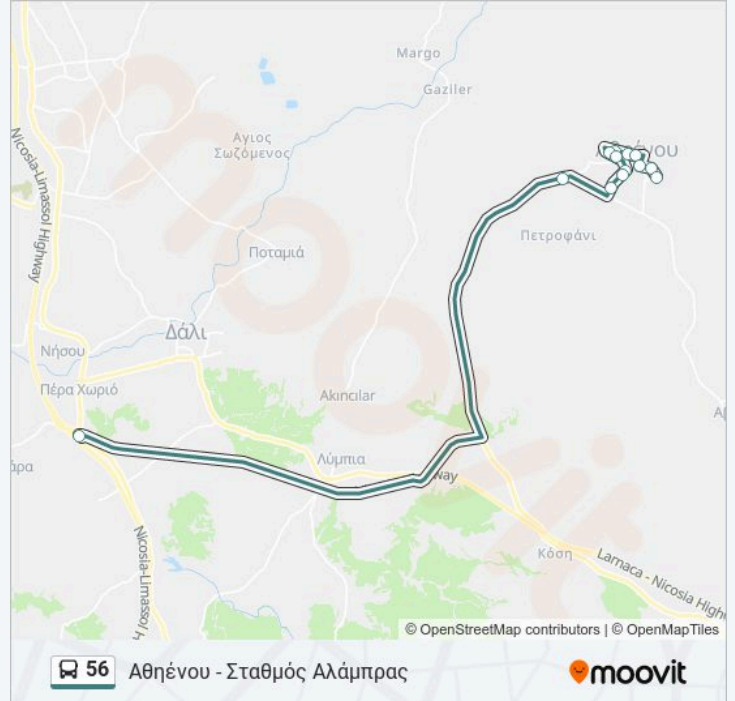 Margo
Gaziler
Αγιος
Σωζόμενος
Αθηένου
Nicosia-Limassol Highway
Πετροφάνι
Ποταμιά
Δάλι
Νήσου
Πέρα Χωριό
Akıncılar
Λύμπια
way
Κόση
Nicosia-Limassol H
Larnaca - Nicosia High
© OpenStreetMap contributors | © OpenMapTiles
56 Αθηένου - Σταθμός Αλάμπρας
moovit